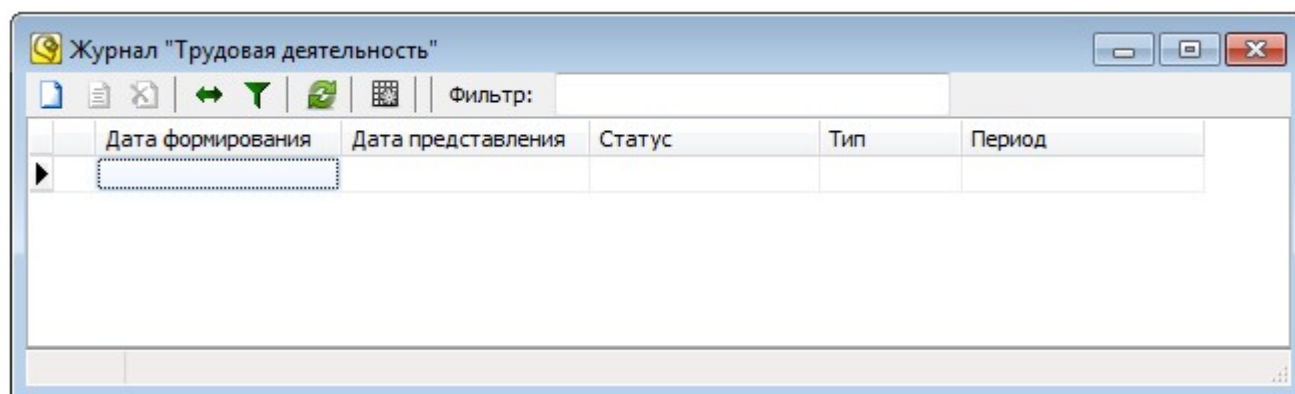 Журнал "Трудовая деятельность"
Фильтр:
Дата формирования Дата представления Статус Тип Период